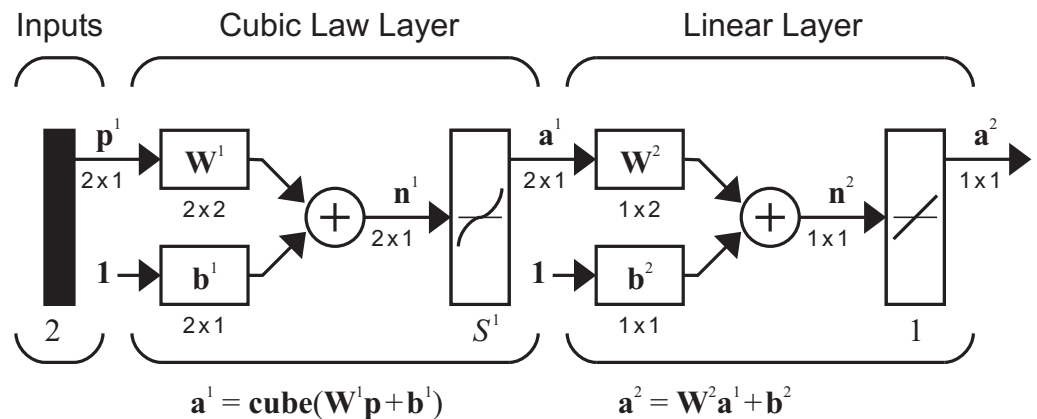 Inputs Cubic Law Layer Linear Layer
p¹ a¹ a²
W¹ W²
2 x 1 n¹ 2 x 1 n² 1 x 1
2 x 2 1 x 2
2 x 1 1 x 1
1 b¹ 1 b²
2 2 x 1 S¹ 1 x 1 1
a¹ = cube(W¹p + b¹) a² = W²a¹ + b²